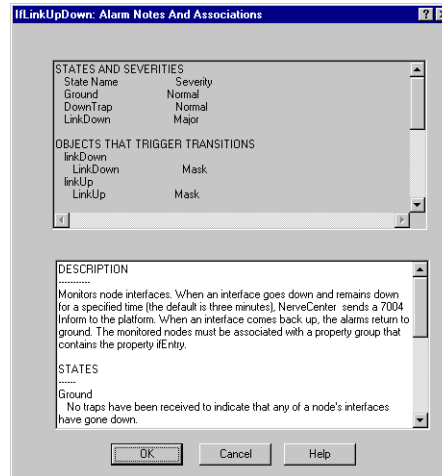 IfLinkUpDown: Alarm Notes And Associations
STATES AND SEVERITIES
State Name Severity
Ground Normal
DownTrap Normal
LinkDown Major
OBJECTS THAT TRIGGER TRANSITIONS
linkDown
LinkDown Mask
linkUp
LinkUp Mask
DESCRIPTION
-----------
Monitors node interfaces. When an interface goes down and remains down
for a specified time (the default is three minutes), NerveCenter sends a 7004
Inform to the platform. When an interface comes back up, the alarms return to
ground. The monitored nodes must be associated with a property group that
contains the property ifEntry.
STATES
------
Ground
No traps have been received to indicate that any of a node's interfaces
have gone down.
OK Cancel Help